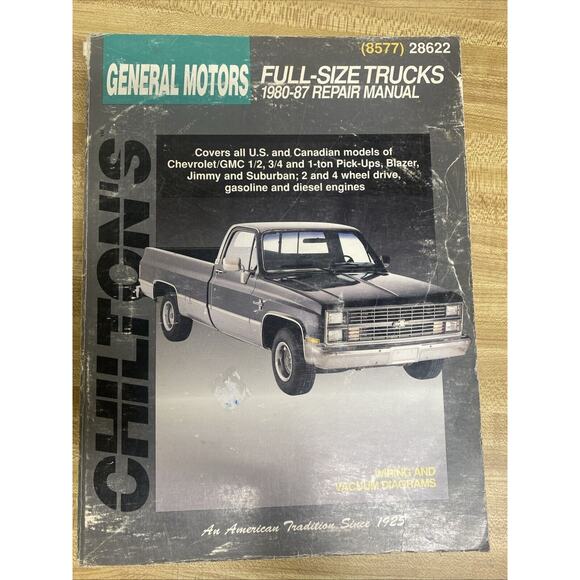 (8577) 28622
GENERAL MOTORS
FULL-SIZE TRUCKS
1980-87 REPAIR MANUAL
Covers all U.S. and Canadian models of
Chevrolet/GMC 1/2, 3/4 and 1-ton Pick-Ups, Blazer,
Jimmy and Suburban; 2 and 4 wheel drive,
gasoline and diesel engines
CHILTON'S
WIRING AND
VACUUM DIAGRAMS
An American Tradition Since 1925